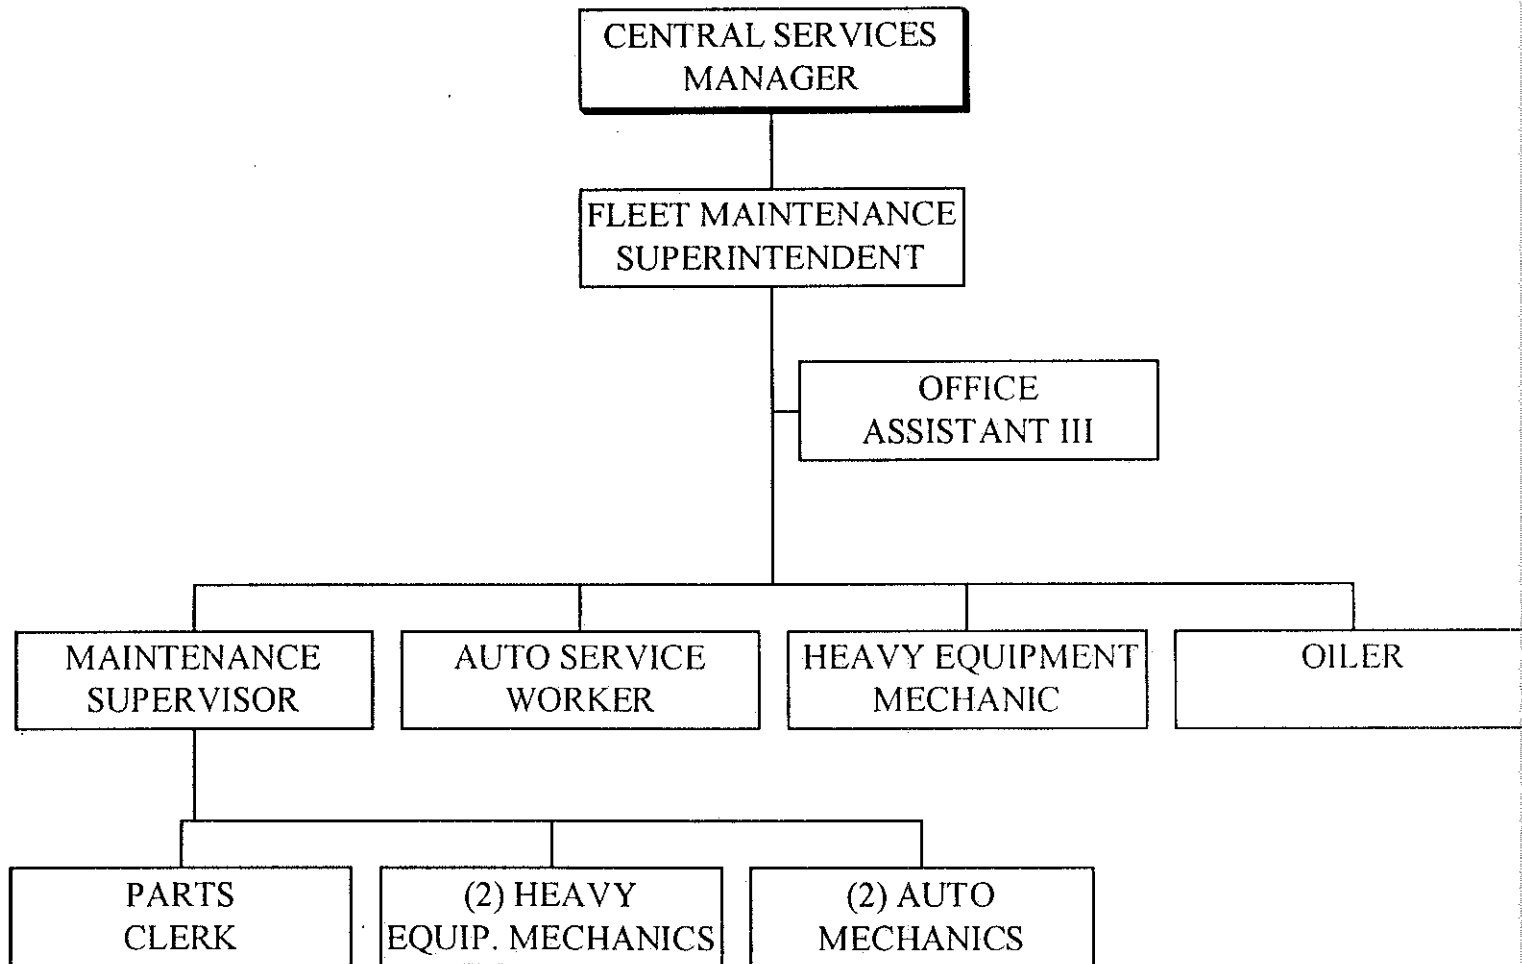 CENTRAL SERVICES
MANAGER
FLEET MAINTENANCE
SUPERINTENDENT
OFFICE
ASSISTANT III
MAINTENANCE
SUPERVISOR
AUTO SERVICE
WORKER
HEAVY EQUIPMENT
MECHANIC
OILER
PARTS
CLERK
(2) HEAVY
EQUIP. MECHANICS
(2) AUTO
MECHANICS